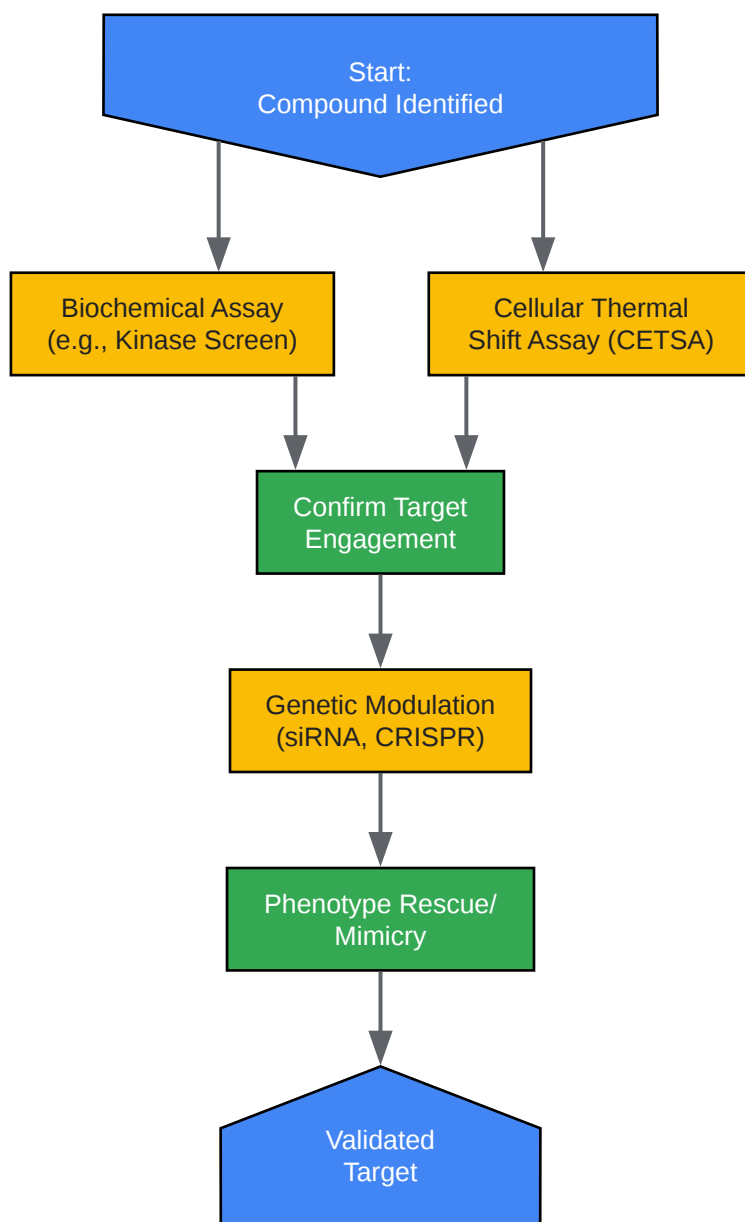 Start:
Compound Identified
Biochemical Assay
(e.g., Kinase Screen)
Cellular Thermal
Shift Assay (CETSA)
Confirm Target
Engagement
Genetic Modulation
(siRNA, CRISPR)
Phenotype Rescue/
Mimicry
Validated
Target